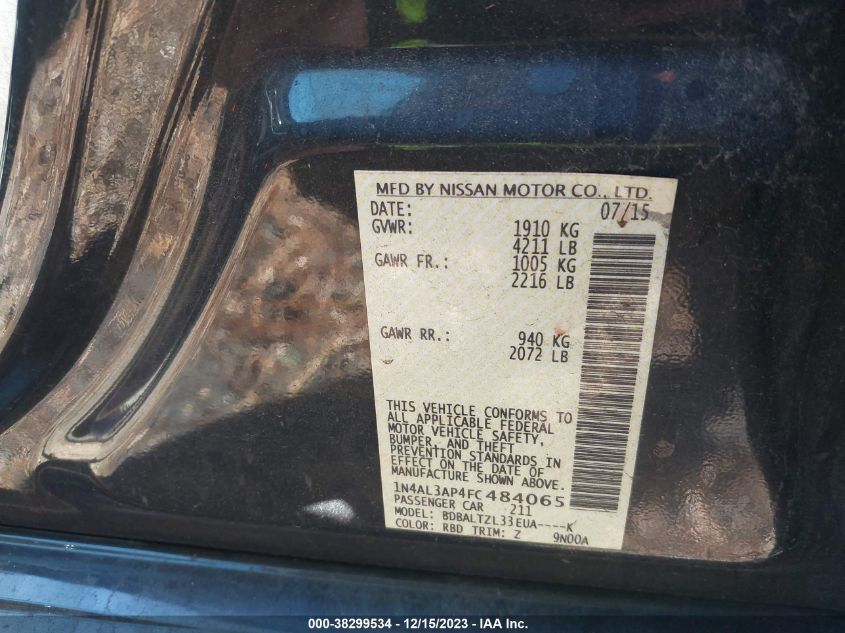 MFD BY NISSAN MOTOR CO., LTD.
DATE: 07/15
GVWR: 1910 KG
4211 LB
GAWR FR.: 1005 KG
2216 LB
GAWR RR.: 940 KG
2072 LB
THIS VEHICLE CONFORMS TO
ALL APPLICABLE FEDERAL
MOTOR VEHICLE SAFETY,
BUMPER, AND THEFT
PREVENTION STANDARDS IN
EFFECT ON THE DATE OF
MANUFACTURE SHOWN ABOVE.
1N4AL3AP4FC484065
PASSENGER CAR 211
MODEL: BDBALTZL33EUA----K
COLOR: RBD TRIM: Z 9N00A
000-38299534 - 12/15/2023 - IAA Inc.